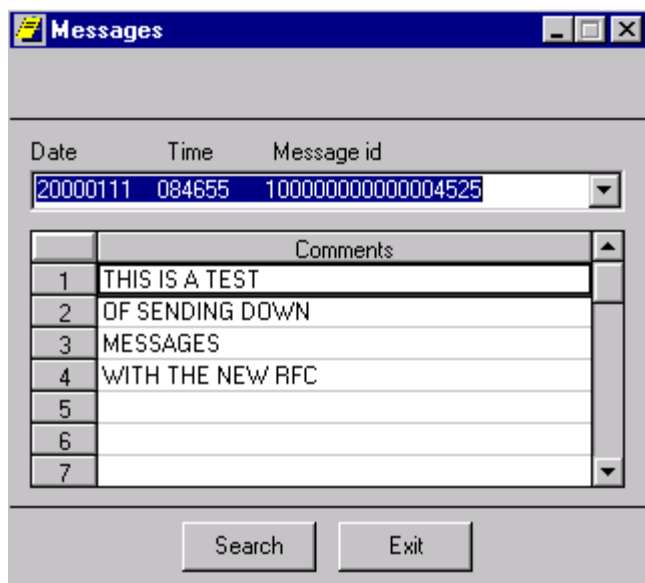 Messages
Date Time Message id
20000111 084655 100000000000004525
Comments
1 THIS IS A TEST
2 OF SENDING DOWN
3 MESSAGES
4 WITH THE NEW RFC
5
6
7
Search Exit